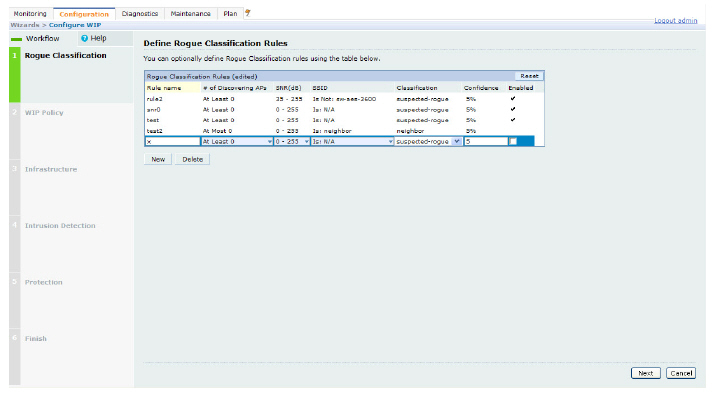 Monitoring Configuration Diagnostics Maintenance Plan
Logout admin
Wizards > Configure WIP
Workflow ? Help
1 Rogue Classification
2 WIP Policy
3 Infrastructure
4 Intrusion Detection
5 Protection
6 Finish
Define Rogue Classification Rules
You can optionally define Rogue Classification rules using the table below.
Rogue Classification Rules (edited) Reset
Rule name # of Discovering APs SNR(dB) SSID Classification Confidence Enabled
rule2 At Least 0 35 - 255 Is Not: sw-aes-2600 suspected-rogue 5% ✔
snr0 At Least 0 0 - 255 Is: N/A suspected-rogue 5% ✔
test At Least 0 0 - 255 Is: N/A suspected-rogue 5% ✔
test2 At Most 0 0 - 255 Is: neighbor neighbor 5%
x At Least 0 0 - 255 Is: N/A suspected-rogue 5
New Delete
Next Cancel